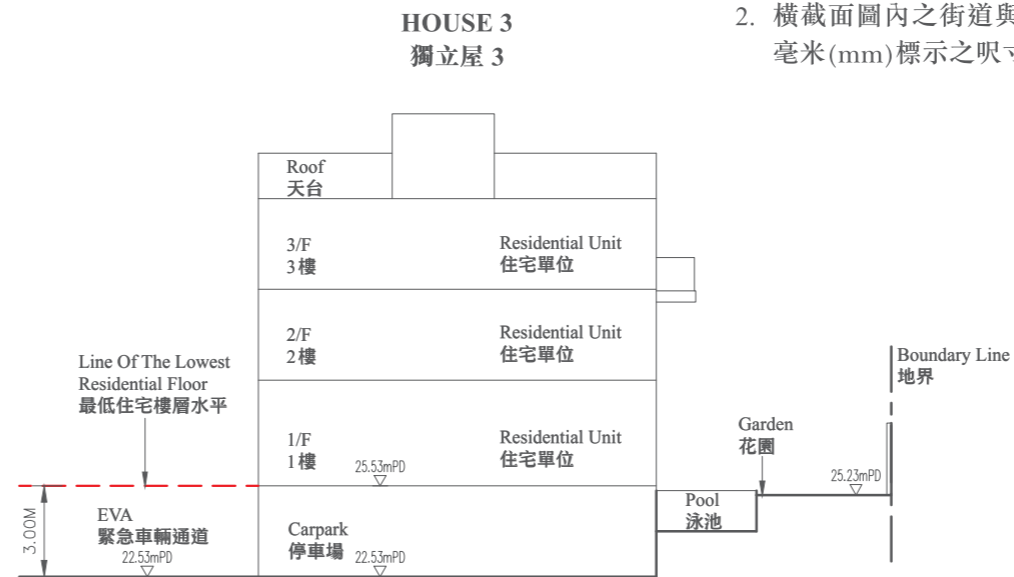 HOUSE 3
獨立屋 3
2. 橫截面圖內之街道與
毫米(mm)標示之呎寸
Roof
天台
3/F
3樓
Residential Unit
住宅單位
2/F
2樓
Residential Unit
住宅單位
Line Of The Lowest
Residential Floor
最低住宅樓層水平
Boundary Line
地界
1/F
1樓
25.53mPD
Residential Unit
住宅單位
Garden
花園
25.23mPD
3.00M
EVA
緊急車輛通道
22.53mPD
Carpark
停車場
22.53mPD
Pool
泳池